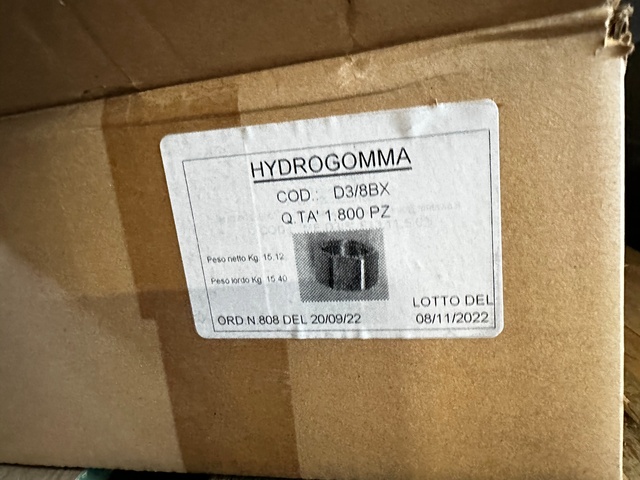 HYDROGOMMA
COD.: D3/8BX
Q.TA' 1.800 PZ
Peso netto Kg. 15.12
Peso lordo Kg. 15.40
LOTTO DEL
ORD.N.808 DEL 20/09/22
08/11/2022